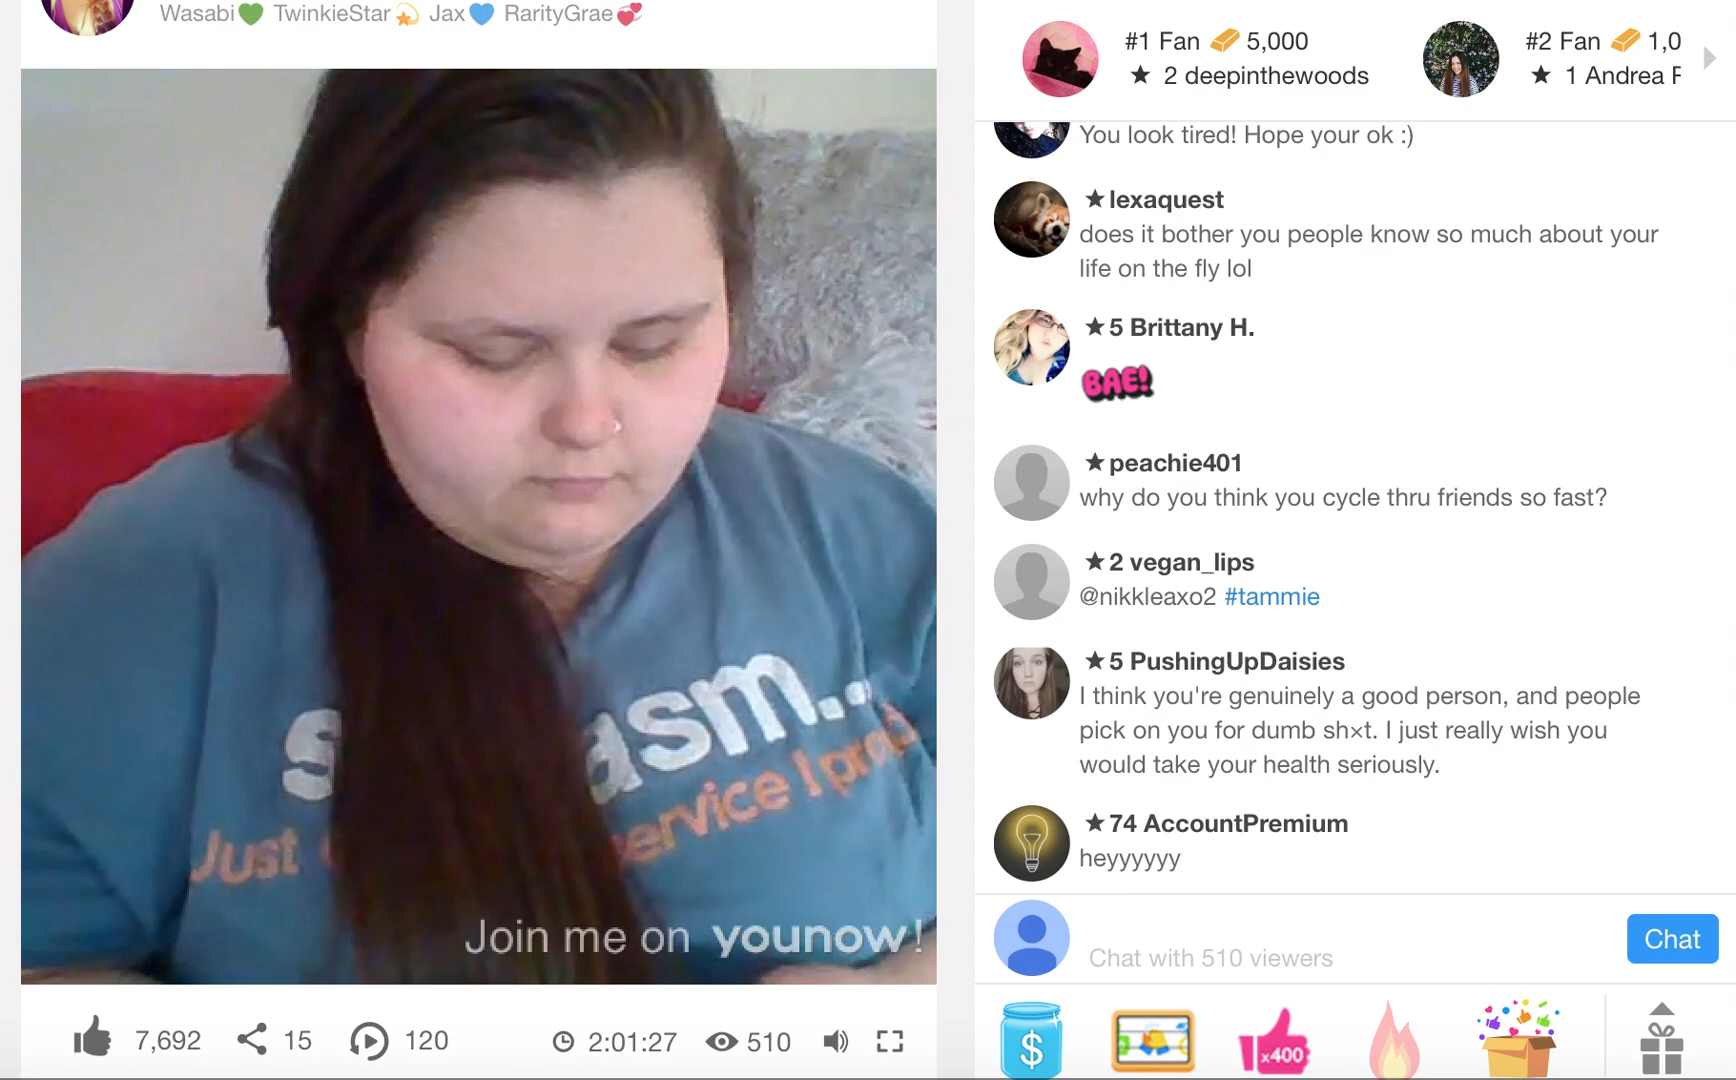 Wasabi💚 TwinkieStar💫 Jax💙 RarityGrae💞
#1 Fan 5,000
★ 2 deepinthewoods
#2 Fan 1,0
★ 1 Andrea F
You look tired! Hope your ok :)
★lexaquest
does it bother you people know so much about your
life on the fly lol
★5 Brittany H.
BAE!
★peachie401
why do you think you cycle thru friends so fast?
★2 vegan_lips
@nikkleaxo2 #tammie
★5 PushingUpDaisies
I think you're genuinely a good person, and people
pick on you for dumb sh×t. I just really wish you
would take your health seriously.
★74 AccountPremium
heyyyyyy
Chat with 510 viewers
Chat
$
x400
s asm...
Just ervice I prov
Join me on younow!
7,692 15 120 2:01:27 510